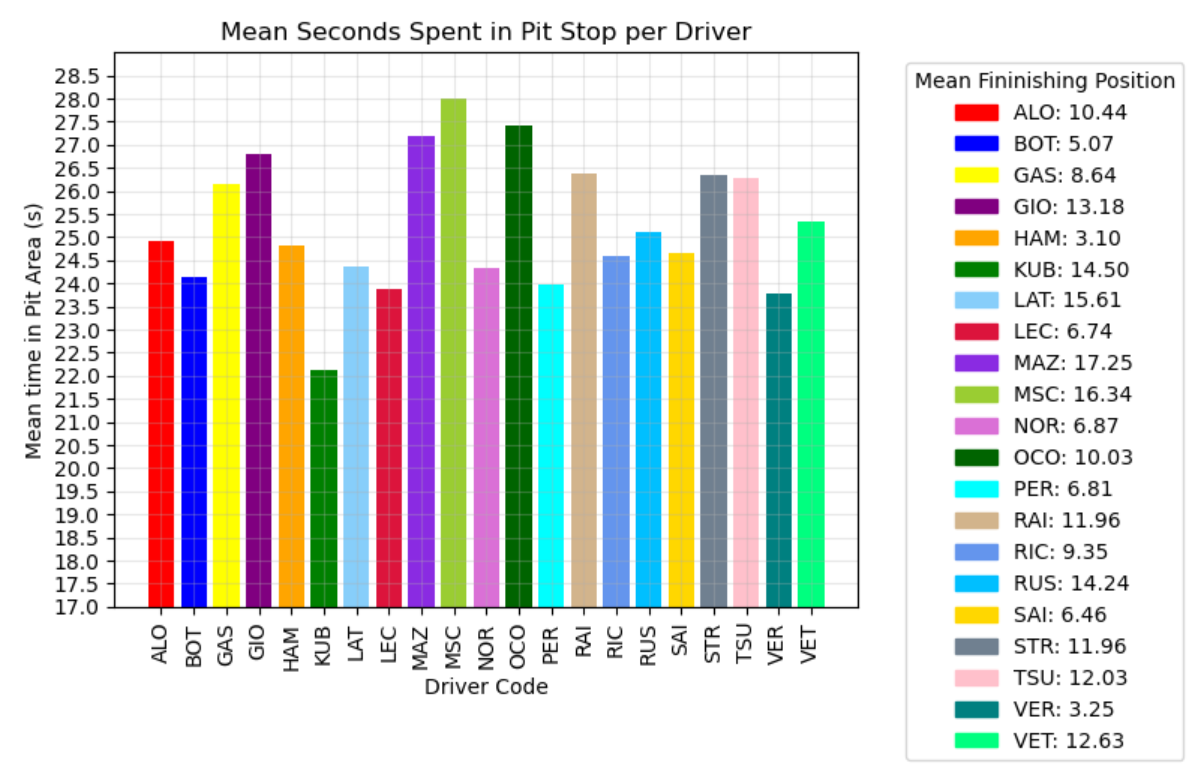 Mean Seconds Spent in Pit Stop per Driver
28.5
28.0
27.5
27.0
26.5
26.0
25.5
25.0
24.5
24.0
23.5
23.0
22.5
22.0
21.5
21.0
20.5
20.0
19.5
19.0
18.5
18.0
17.5
17.0
Mean time in Pit Area (s)
ALO
BOT
GAS
GIO
HAM
KUB
LAT
LEC
MAZ
MSC
NOR
OCO
PER
RAI
RIC
RUS
SAI
STR
TSU
VER
VET
Driver Code
Mean Fininishing Position
ALO: 10.44
BOT: 5.07
GAS: 8.64
GIO: 13.18
HAM: 3.10
KUB: 14.50
LAT: 15.61
LEC: 6.74
MAZ: 17.25
MSC: 16.34
NOR: 6.87
OCO: 10.03
PER: 6.81
RAI: 11.96
RIC: 9.35
RUS: 14.24
SAI: 6.46
STR: 11.96
TSU: 12.03
VER: 3.25
VET: 12.63